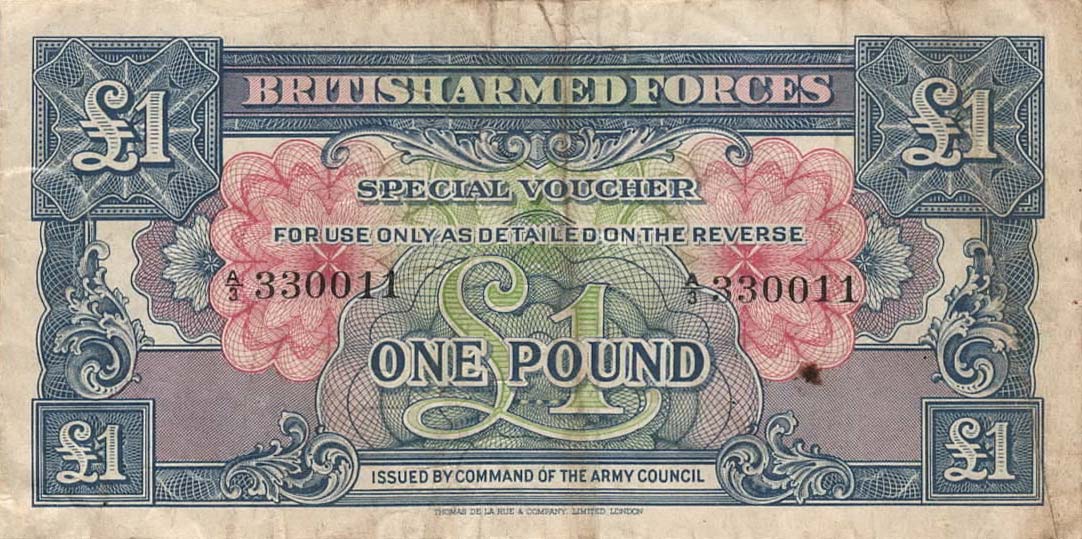 £1 £1
BRITISH ARMED FORCES
SPECIAL VOUCHER
FOR USE ONLY AS DETAILED ON THE REVERSE
A/3 330011 A/3 330011
£1
ONE POUND
£1 £1
ISSUED BY COMMAND OF THE ARMY COUNCIL
THOMAS DE LA RUE & COMPANY, LIMITED, LONDON